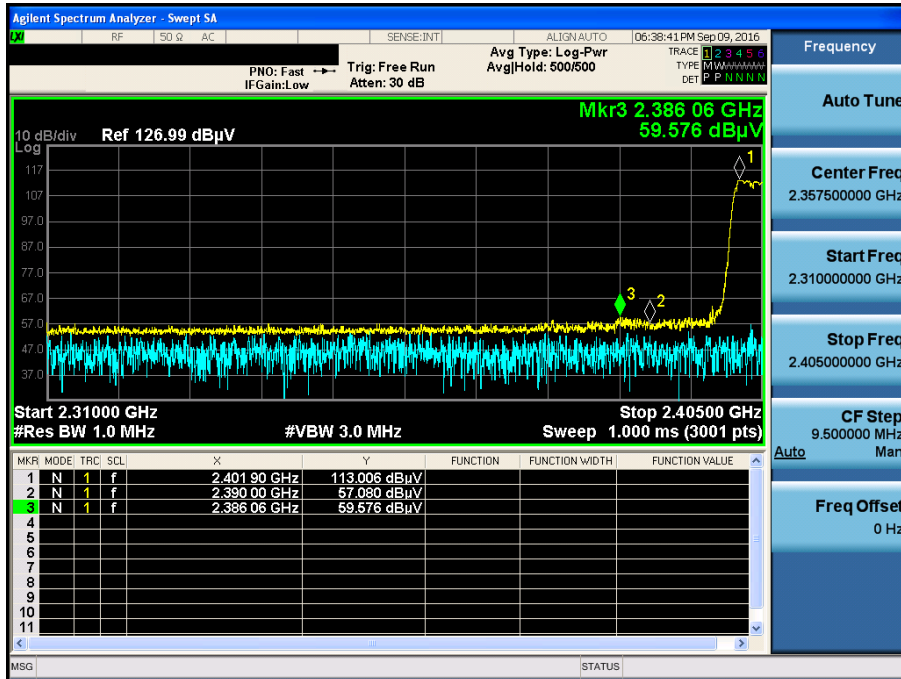 Agilent Spectrum Analyzer - Swept SA
LXI RF 50 Ω AC SENSE:INT ALIGN AUTO 06:38:41 PM Sep 09, 2016
PNO: Fast Trig: Free Run Avg Type: Log-Pwr TRACE 1 2 3 4 5 6
IFGain:Low Atten: 30 dB Avg|Hold: 500/500 TYPE M W W W W W
DET P P N N N N
Mkr3 2.386 06 GHz
59.576 dBµV
10 dB/div Ref 126.99 dBµV
Log
117
107
97.0
87.0
77.0
67.0
57.0
47.0
37.0
1
3
2
Start 2.31000 GHz Stop 2.40500 GHz
#Res BW 1.0 MHz #VBW 3.0 MHz Sweep 1.000 ms (3001 pts)
MKR MODE TRC SCL X Y FUNCTION FUNCTION WIDTH FUNCTION VALUE
1 N 1 f 2.401 90 GHz 113.006 dBµV
2 N 1 f 2.390 00 GHz 57.080 dBµV
3 N 1 f 2.386 06 GHz 59.576 dBµV
4
5
6
7
8
9
10
11
MSG STATUS
Frequency
Auto Tune
Center Freq
2.357500000 GHz
Start Freq
2.310000000 GHz
Stop Freq
2.405000000 GHz
CF Step
9.500000 MHz
Auto Man
Freq Offset
0 Hz